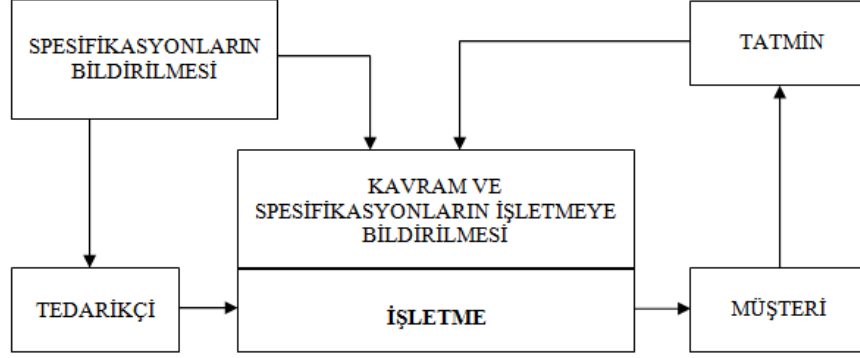 SPESİFİKASYONLARIN
BİLDİRİLMESİ
TATMİN
KAVRAM VE
SPESİFİKASYONLARIN İŞLETMEYE
BİLDİRİLMESİ
TEDARİKÇİ
İŞLETME
MÜŞTERİ